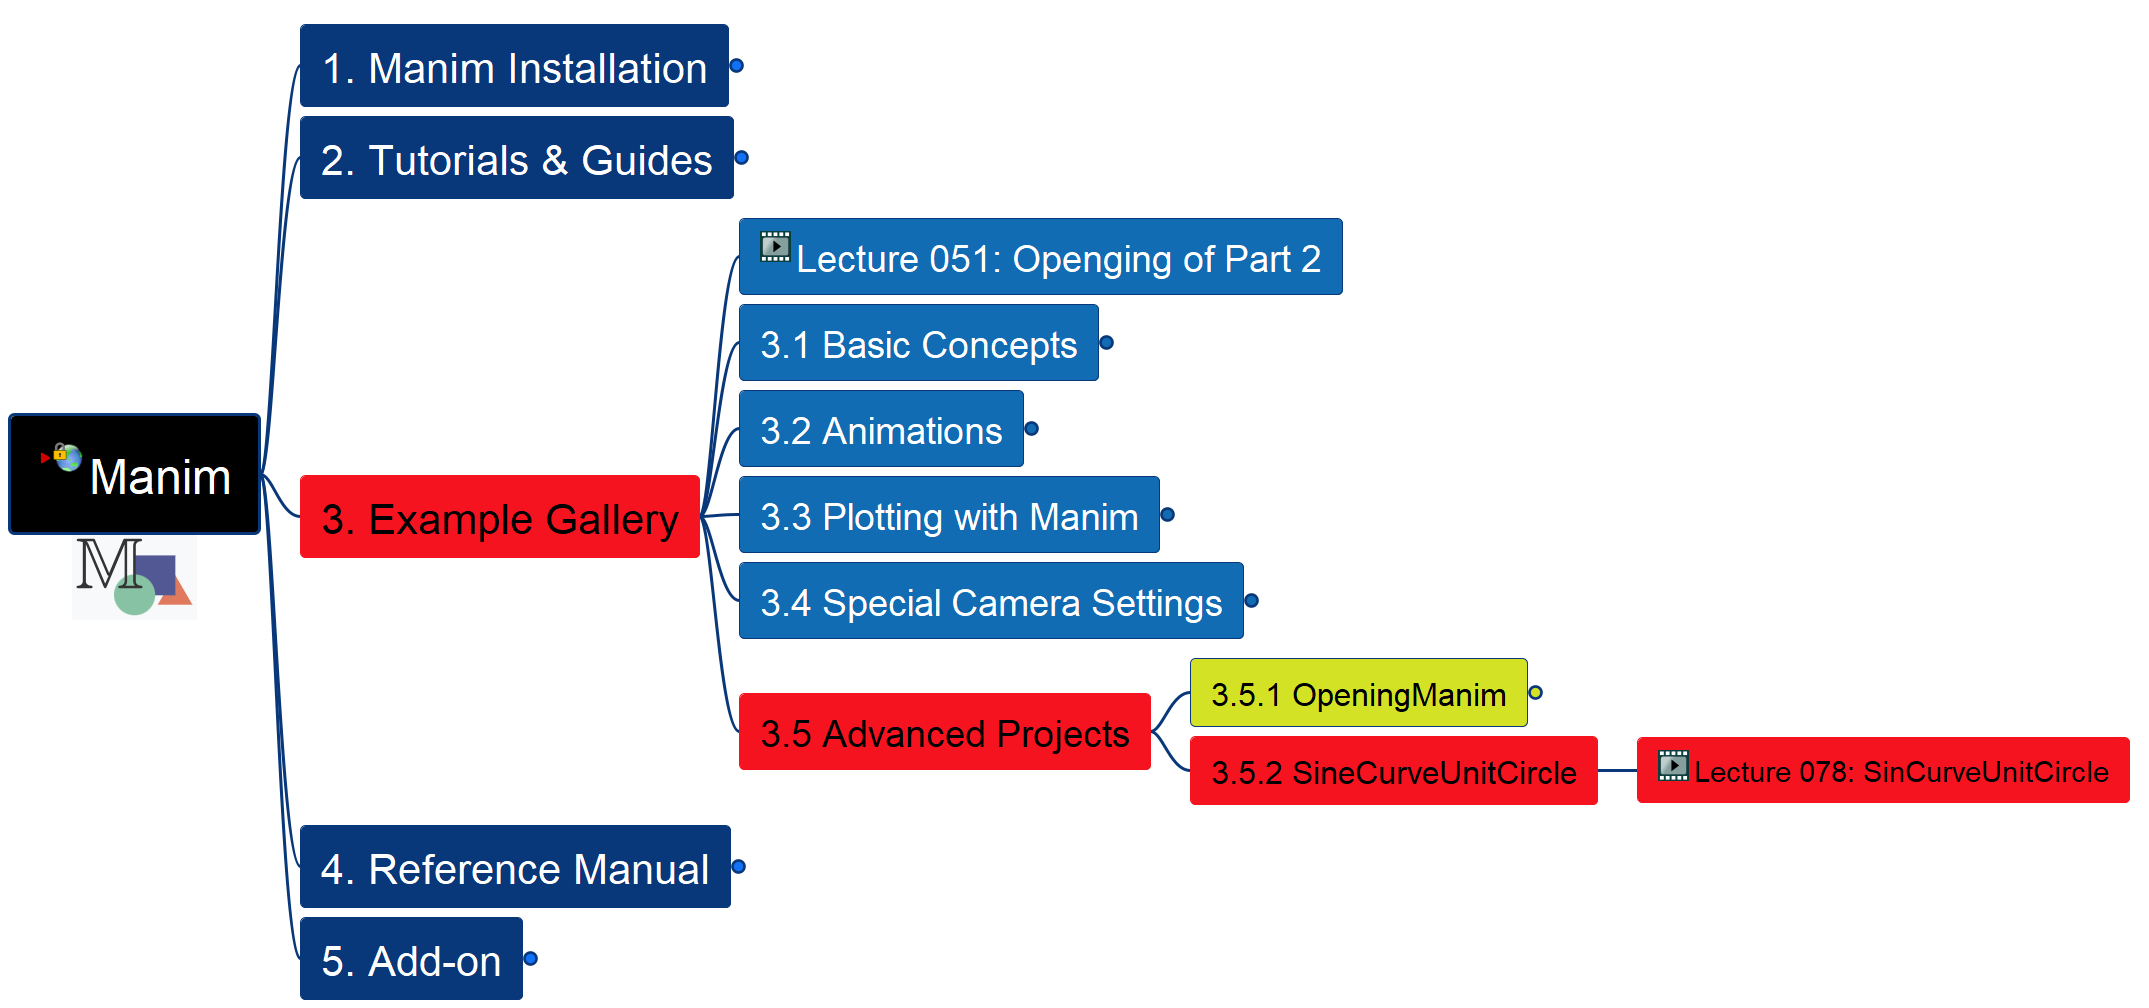 1. Manim Installation
2. Tutorials & Guides
Lecture 051: Openging of Part 2
3.1 Basic Concepts
3.2 Animations
Manim
3. Example Gallery
3.3 Plotting with Manim
M
3.4 Special Camera Settings
3.5 Advanced Projects
3.5.1 OpeningManim
3.5.2 SineCurveUnitCircle
Lecture 078: SinCurveUnitCircle
4. Reference Manual
5. Add-on